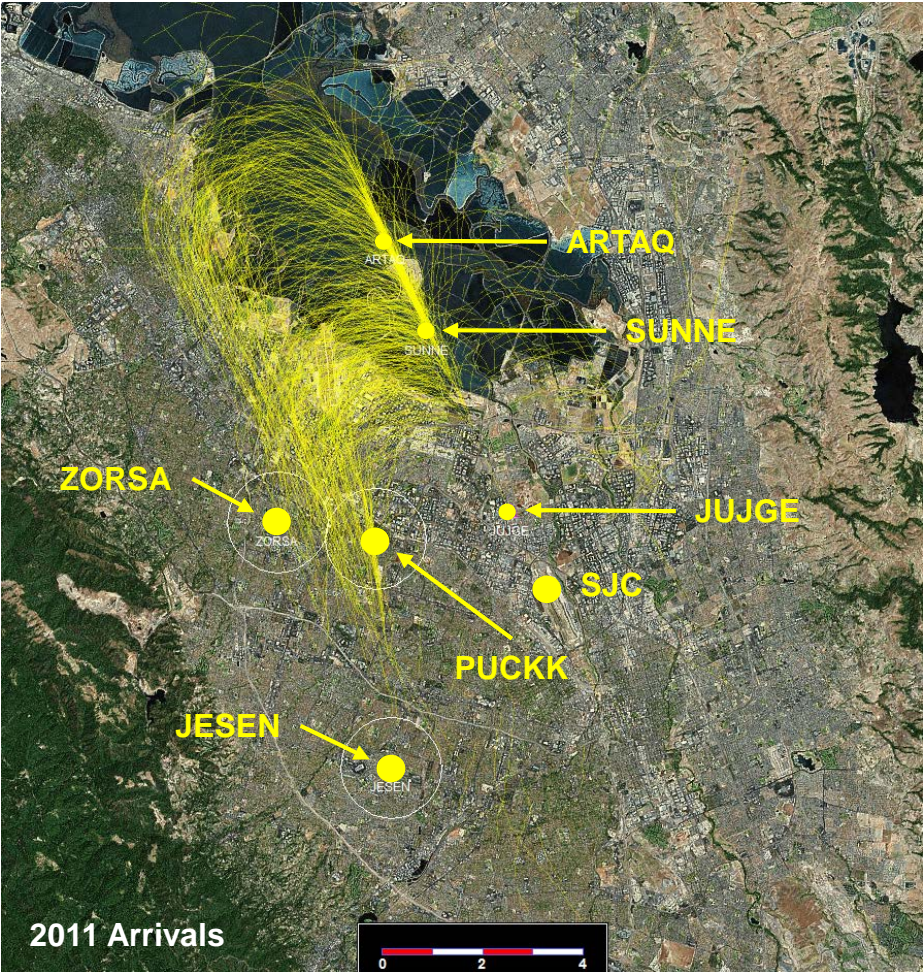 ARTAQ
ARTAQ
SUNNE
SUNNE
ZORSA
ZORSA
JUJGE
JUJGE
SJC
PUCKK
JESEN
JESEN
2011 Arrivals
0 2 4